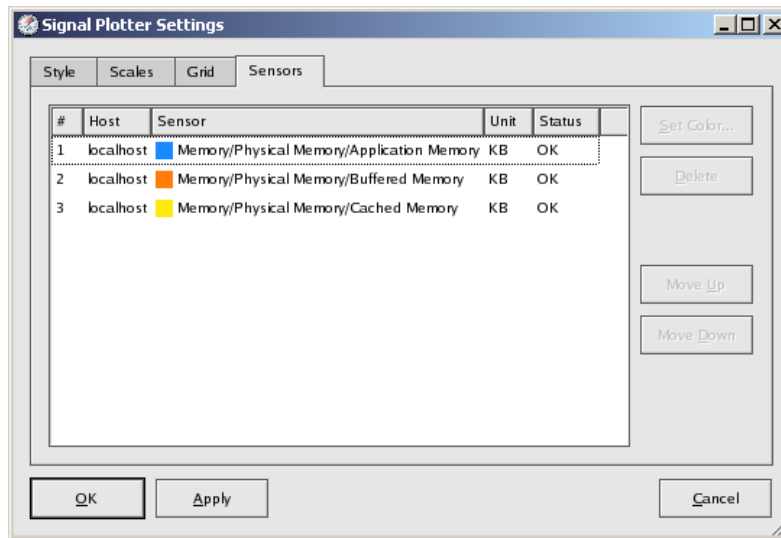 Signal Plotter Settings
Style Scales Grid Sensors
# Host Sensor Unit Status
1 localhost Memory/Physical Memory/Application Memory KB OK
2 localhost Memory/Physical Memory/Buffered Memory KB OK
3 localhost Memory/Physical Memory/Cached Memory KB OK
Set Color...
Delete
Move Up
Move Down
OK Apply Cancel